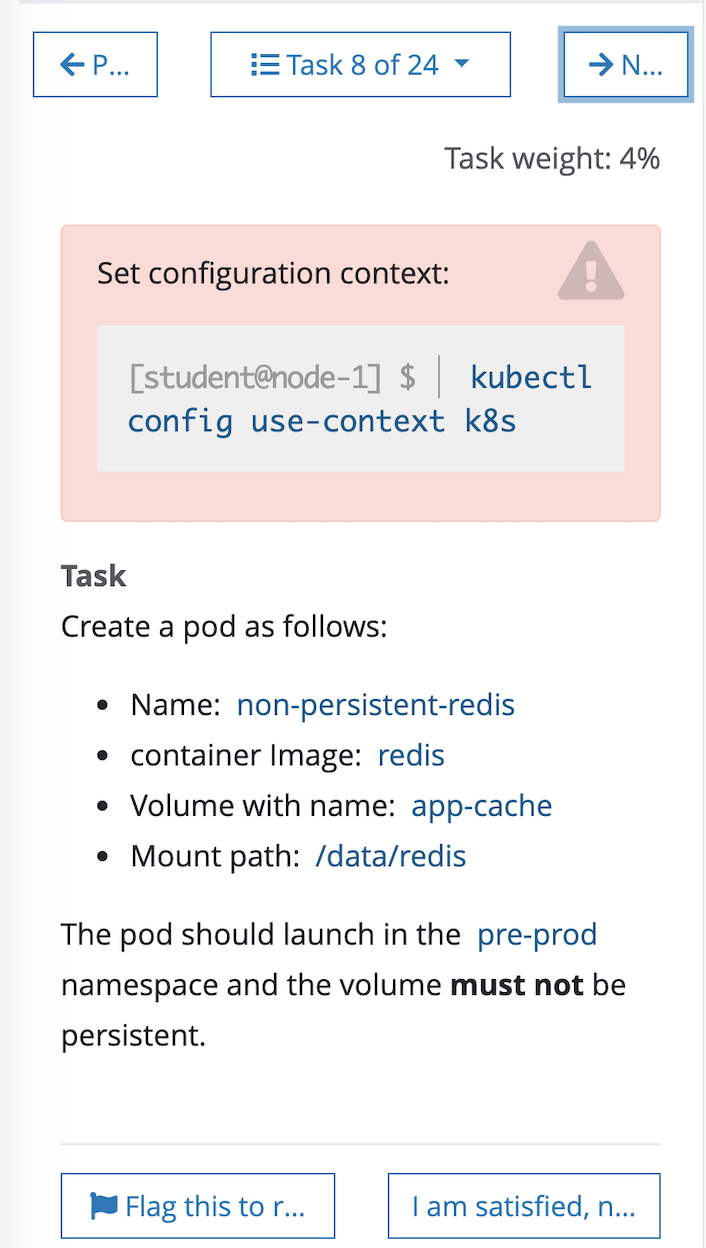 P...
Task 8 of 24
N...
Task weight: 4%
Set configuration context:
[student@node-1] $ | kubectl
config use-context k8s
Task
Create a pod as follows:
• Name: non-persistent-redis
• container Image: redis
• Volume with name: app-cache
• Mount path: /data/redis
The pod should launch in the pre-prod
namespace and the volume must not be
persistent.
Flag this to r...
I am satisfied, n...